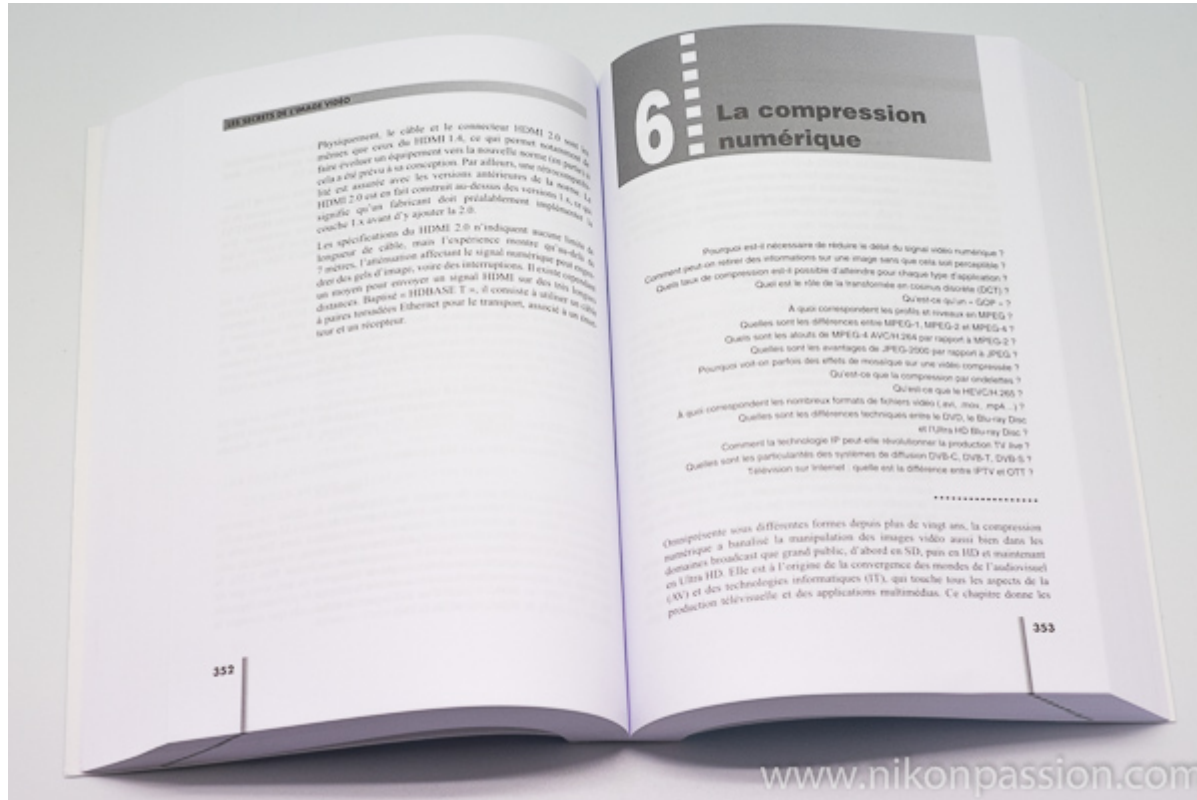 LES SECRETS DE L'IMAGE VIDÉO
Physiquement, le câble et le connecteur HDMI 2.0 sont les
mêmes que ceux du HDMI 1.4, ce qui permet notamment de
faire évoluer un équipement vers la nouvelle norme (en partie) si
cela a été prévu à sa conception. Par ailleurs, une rétrocompatibi-
lité est assurée avec les versions antérieures de la norme. Le
HDMI 2.0 est en fait construit au-dessus des versions 1.x, ce qui
signifie qu'un fabricant doit préalablement implémenter la
couche 1.x avant d'y ajouter la 2.0.
Les spécifications du HDMI 2.0 n'indiquent aucune limite de
longueur de câble, mais l'expérience montre qu'au-delà de
7 mètres, l'atténuation affectant le signal numérique peut engen-
drer des gels d'image, voire des interruptions. Il existe cependant
un moyen pour envoyer un signal HDMI sur des très longues
distances. Baptisé « HDBASE T », il consiste à utiliser un câble
à paires torsadées Ethernet pour le transport, associé à un émet-
teur et un récepteur.
352
6
La compression
numérique
Pourquoi est-il nécessaire de réduire le débit du signal vidéo numérique ?
Comment peut-on retirer des informations sur une image sans que cela soit perceptible ?
Quels taux de compression est-il possible d'atteindre pour chaque type d'application ?
Quel est le rôle de la transformée en cosinus discrète (DCT) ?
Qu'est-ce qu'un « GOP » ?
À quoi correspondent les profils et niveaux en MPEG ?
Quelles sont les différences entre MPEG-1, MPEG-2 et MPEG-4 ?
Quels sont les atouts de MPEG-4 AVC/H.264 par rapport à MPEG-2 ?
Quelles sont les avantages de JPEG-2000 par rapport à JPEG ?
Pourquoi voit-on parfois des effets de mosaïque sur une vidéo compressée ?
Qu'est-ce que la compression par ondelettes ?
Qu'est-ce que le HEVC/H.265 ?
À quoi correspondent les nombreux formats de fichiers vidéo (.avi, .mov, .mp4...) ?
Quelles sont les différences techniques entre le DVD, le Blu-ray Disc
et l'Ultra HD Blu-ray Disc ?
Comment la technologie IP peut-elle révolutionner la production TV live ?
Quelles sont les particularités des systèmes de diffusion DVB-C, DVB-T, DVB-S ?
Télévision sur Internet : quelle est la différence entre IPTV et OTT ?
Omniprésente sous différentes formes depuis plus de vingt ans, la compression
numérique a banalisé la manipulation des images vidéo aussi bien dans les
domaines broadcast que grand public, d'abord en SD, puis en HD et maintenant
en Ultra HD. Elle est à l'origine de la convergence des mondes de l'audiovisuel
(AV) et des technologies informatiques (IT), qui touche tous les aspects de la
production télévisuelle et des applications multimédias. Ce chapitre donne les
353
www.nikonpassion.com